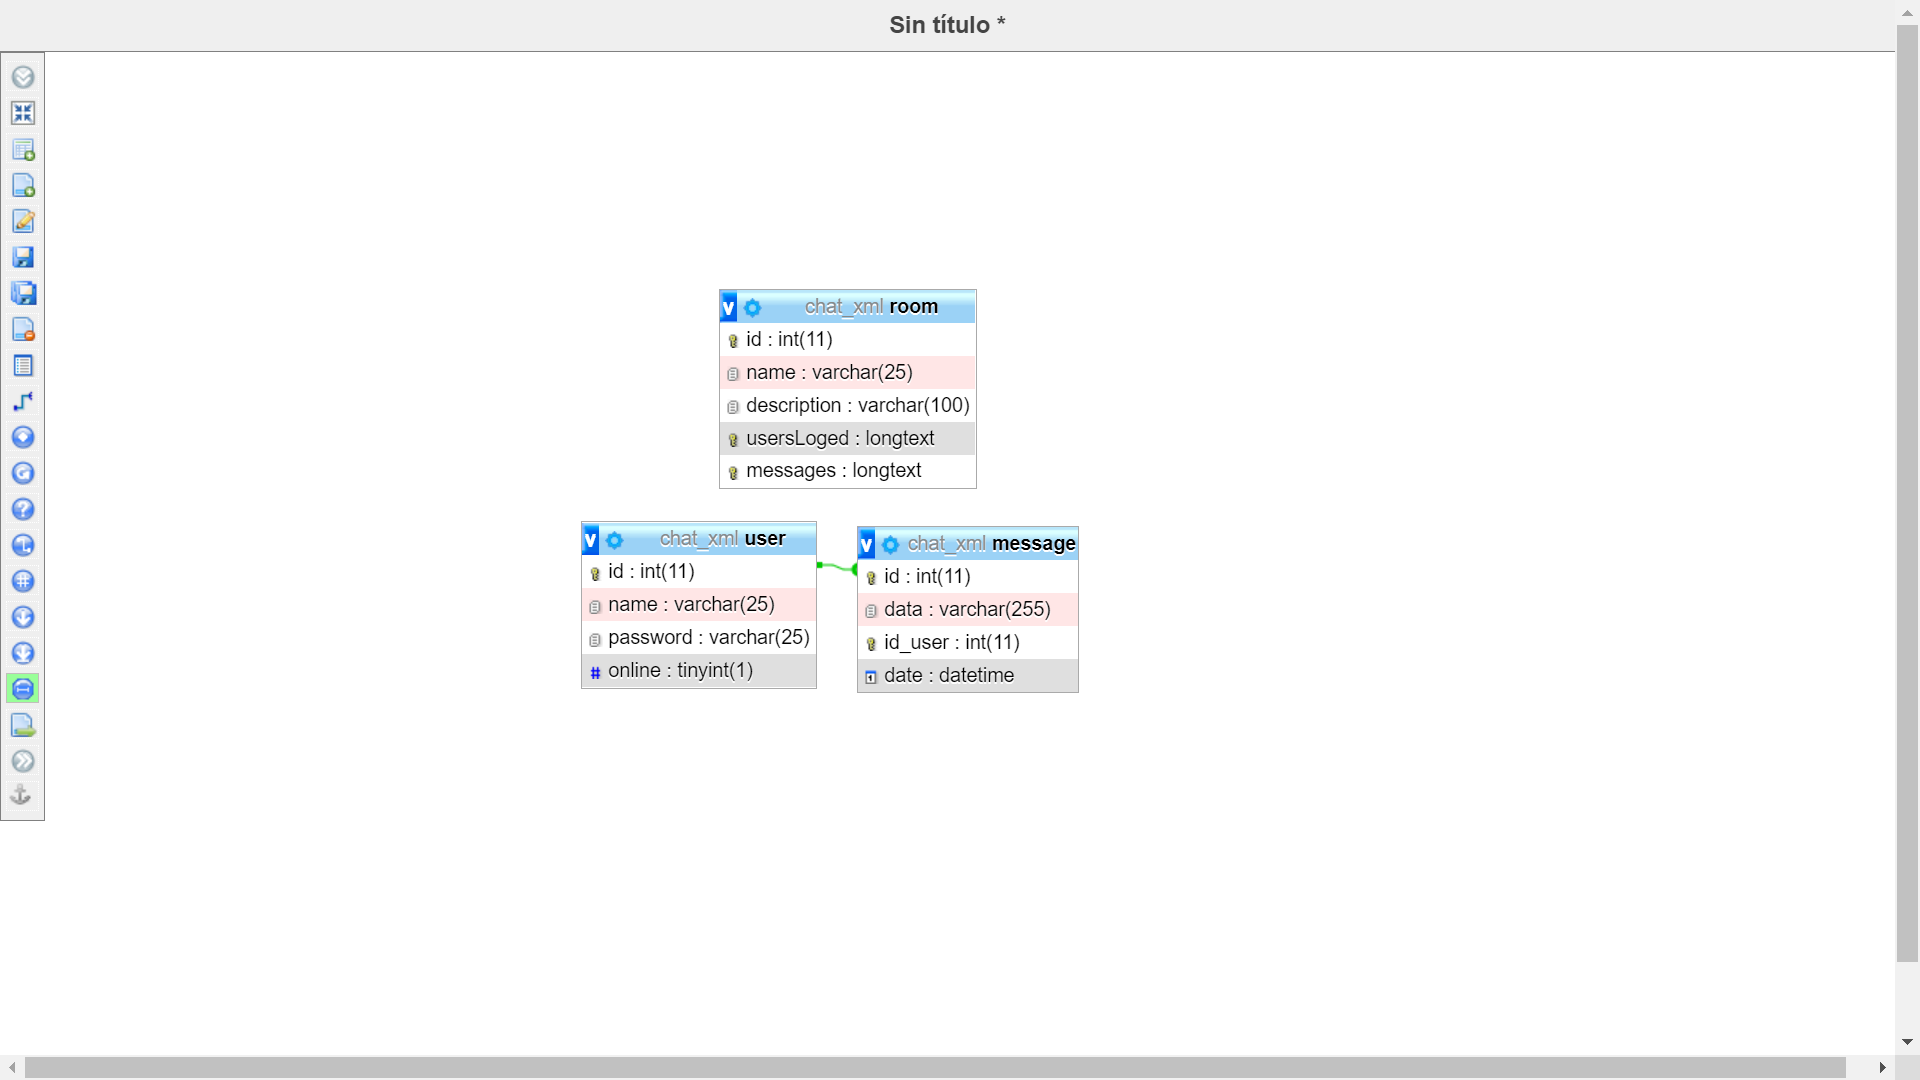 Sin título *
v chat_xml room
id : int(11)
name : varchar(25)
description : varchar(100)
usersLoged : longtext
messages : longtext
v chat_xml user
id : int(11)
name : varchar(25)
password : varchar(25)
# online : tinyint(1)
v chat_xml message
id : int(11)
data : varchar(255)
id_user : int(11)
date : datetime